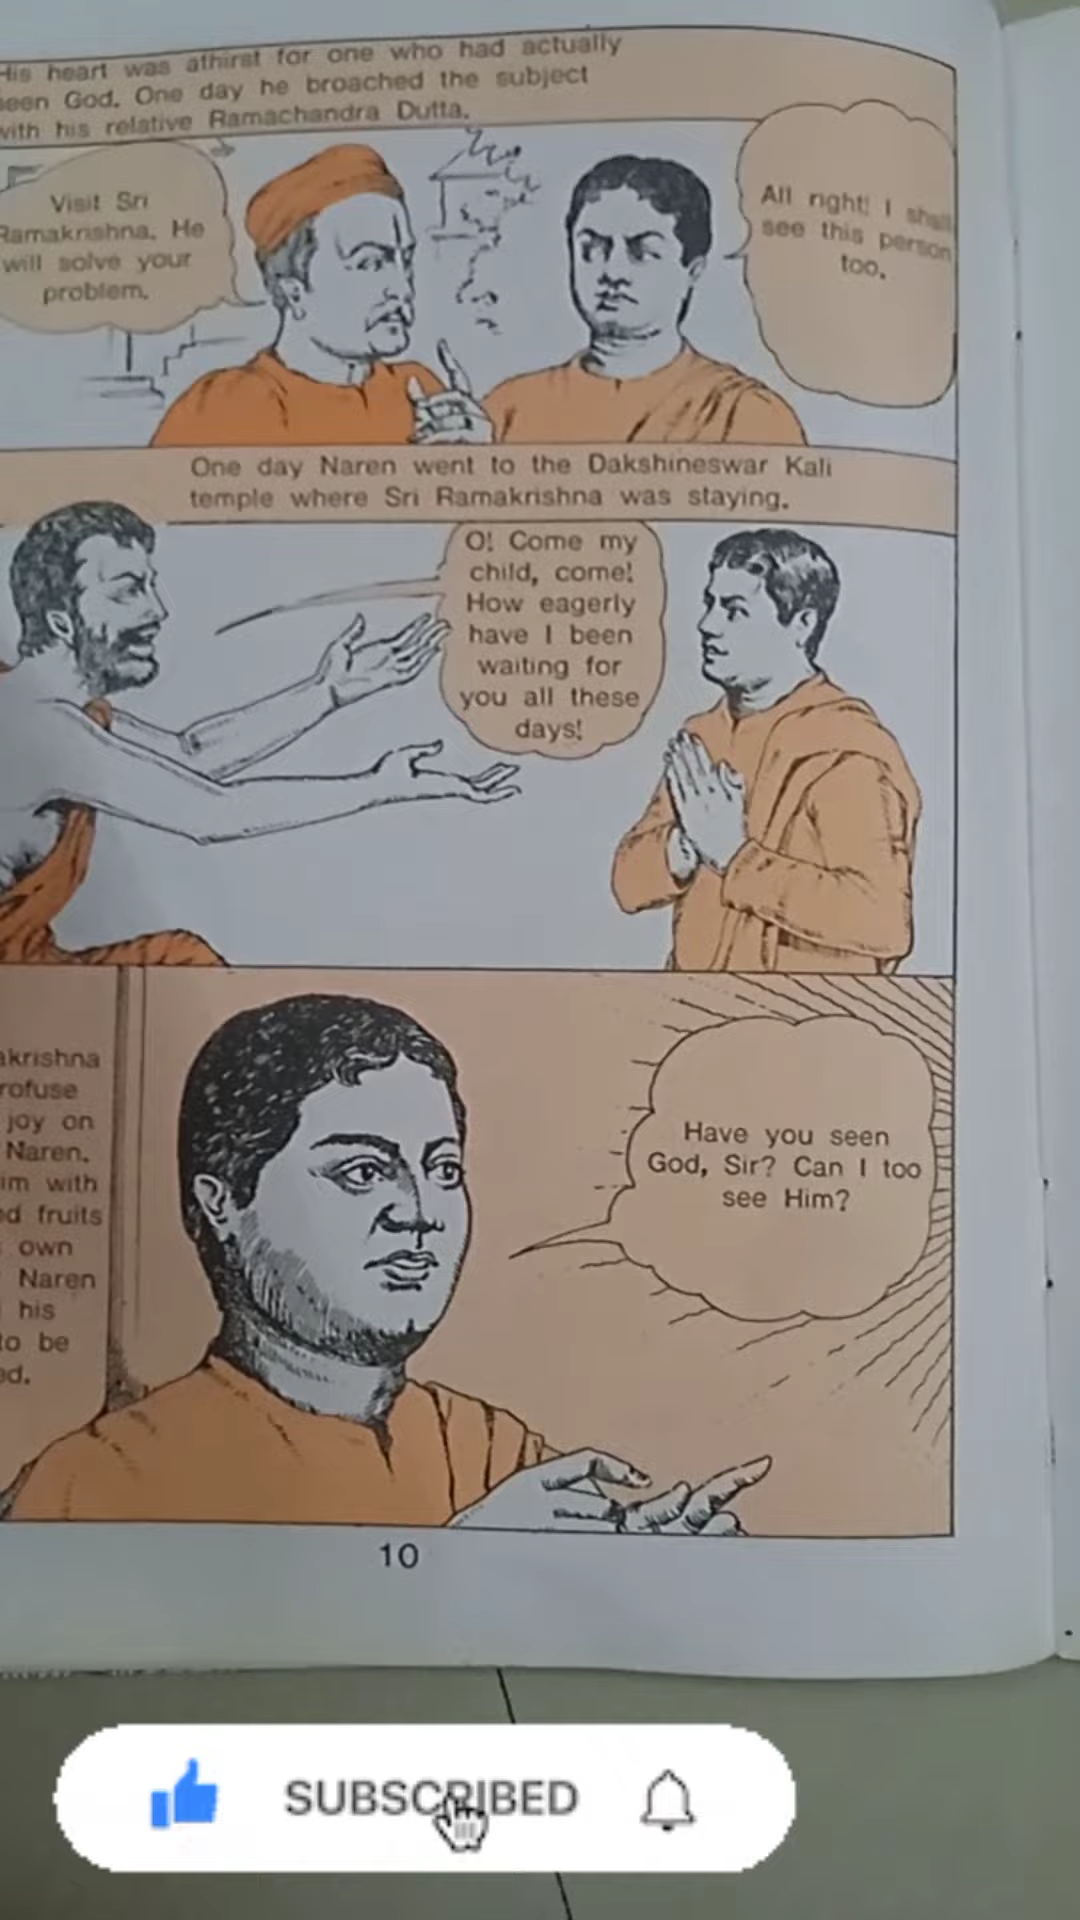 His heart was athirst for one who had actually
seen God. One day he broached the subject
with his relative Ramachandra Dutta.
Visit Sri
Ramakrishna. He
will solve your
problem.
All right! I shall
see this person
too.
One day Naren went to the Dakshineswar Kali
temple where Sri Ramakrishna was staying.
O! Come my
child, come!
How eagerly
have I been
waiting for
you all these
days!
akrishna
rofuse
joy on
Naren.
im with
ed fruits
own
Naren
his
to be
ed.
Have you seen
God, Sir? Can I too
see Him?
10
SUBSCRIBED